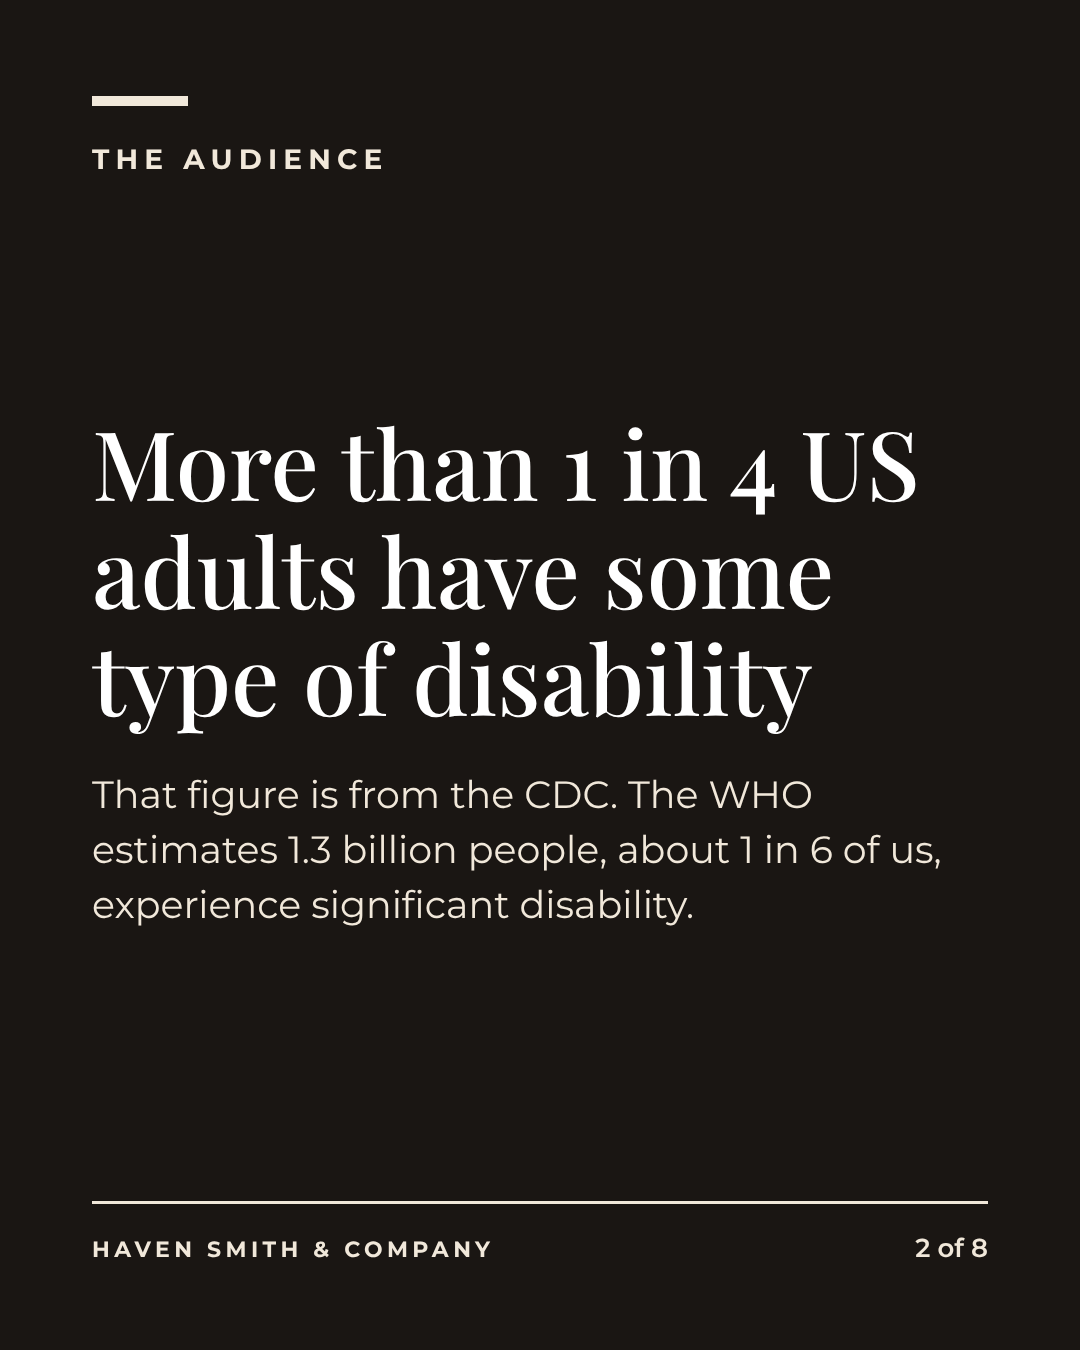 THE AUDIENCE
More than 1 in 4 US
adults have some
type of disability
That figure is from the CDC. The WHO
estimates 1.3 billion people, about 1 in 6 of us,
experience significant disability.
HAVEN SMITH & COMPANY
2 of 8